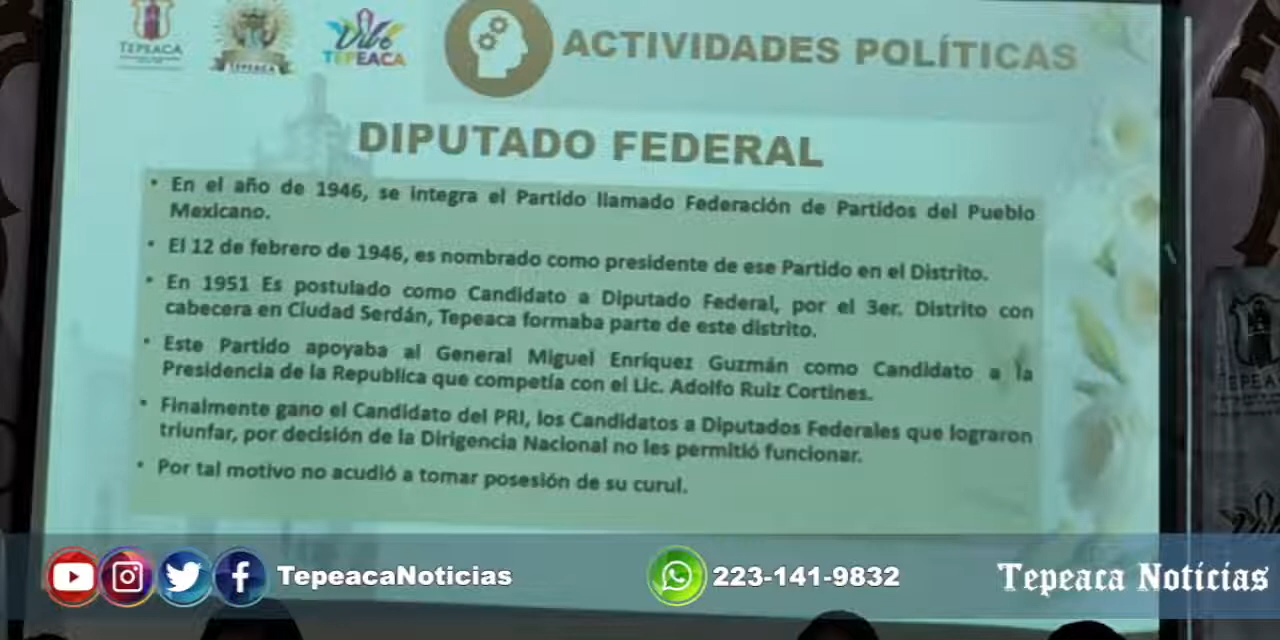 TEPEACA
TEPEACA
Vibe
TEPEACA
ACTIVIDADES POLÍTICAS
DIPUTADO FEDERAL
• En el año de 1946, se integra el Partido llamado Federación de Partidos del Pueblo
Mexicano.
• El 12 de febrero de 1946, es nombrado como presidente de ese Partido en el Distrito.
• En 1951 Es postulado como Candidato a Diputado Federal, por el 3er. Distrito con
cabecera en Ciudad Serdán, Tepeaca formaba parte de este distrito.
• Este Partido apoyaba al General Miguel Enríquez Guzmán como Candidato a la
Presidencia de la Republica que competía con el Lic. Adolfo Ruiz Cortines.
• Finalmente gano el Candidato del PRI, los Candidatos a Diputados Federales que lograron
triunfar, por decisión de la Dirigencia Nacional no les permitió funcionar.
• Por tal motivo no acudió a tomar posesión de su curul.
TepeacaNoticias
223-141-9832
Tepeaca Noticias